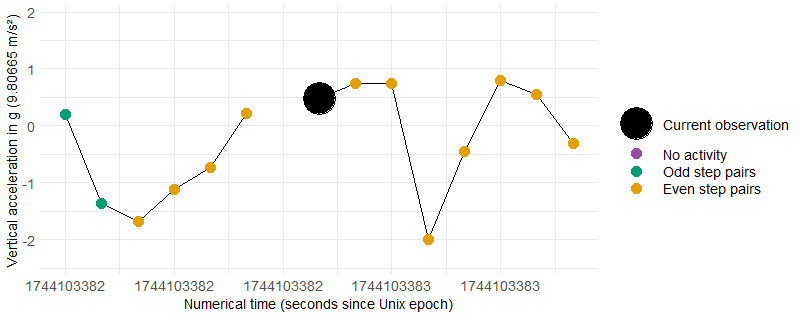 Vertical acceleration in g (9.80665 m/s²)
2
1
0
-1
-2
1744103382 1744103382 1744103382 1744103383 1744103383
Numerical time (seconds since Unix epoch)
Current observation
No activity
Odd step pairs
Even step pairs